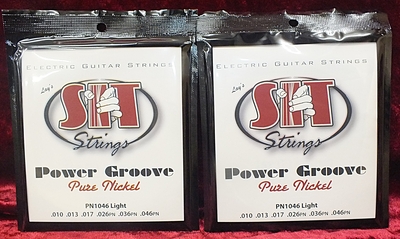 ELECTRIC GUITAR STRINGS
SIT
Strings
Power Groove
Pure Nickel
PN1046 Light
.010 .013 .017 .026PN .036PN .046PN
ELECTRIC GUITAR STRINGS
SIT
Strings
Power Groove
Pure Nickel
PN1046 Light
.010 .013 .017 .026PN .036PN .046PN